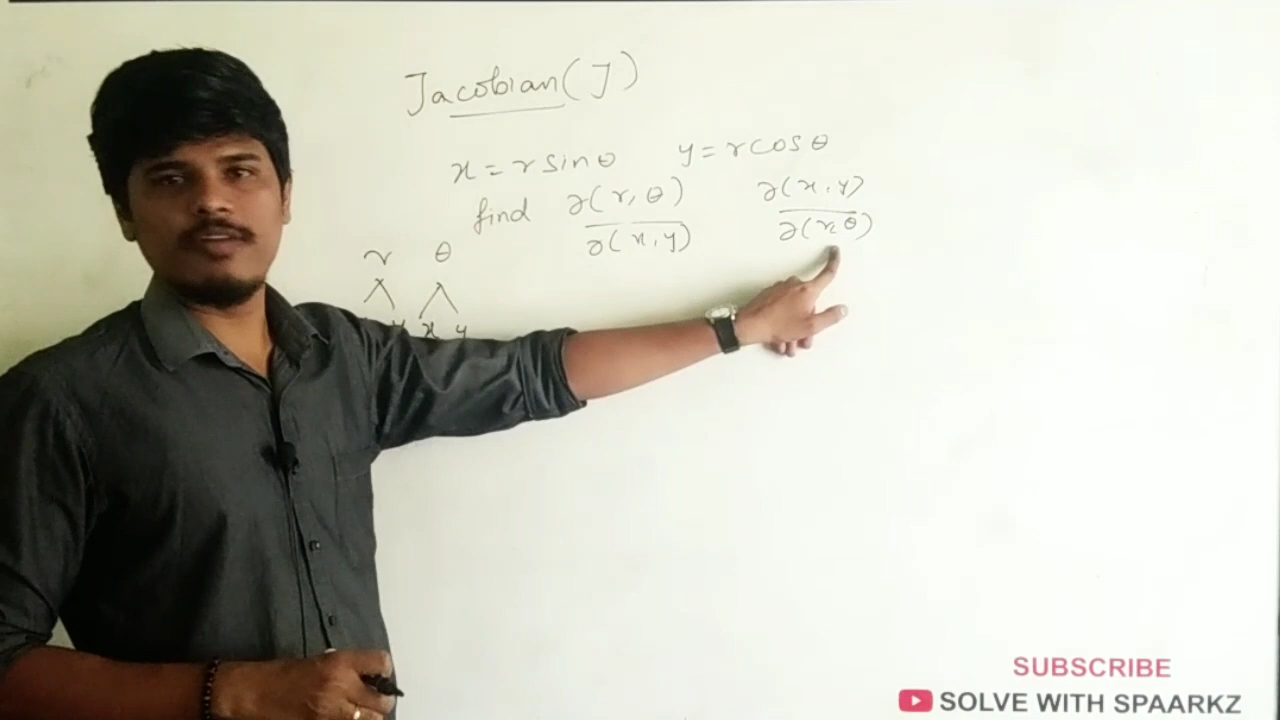 Jacobian (J)
x = r sinθ y = r cosθ
find ∂(r, θ) / ∂(x, y) ∂(x, y) / ∂(r, θ)
r θ
y x y
SUBSCRIBE
SOLVE WITH SPAARKZ